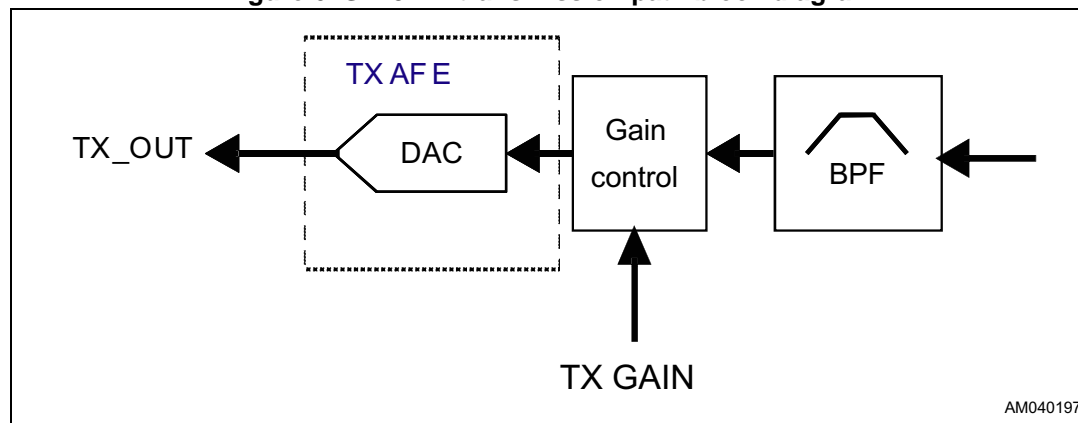 TX AF E
TX_OUT
DAC
Gain
control
BPF
TX GAIN
AM040197